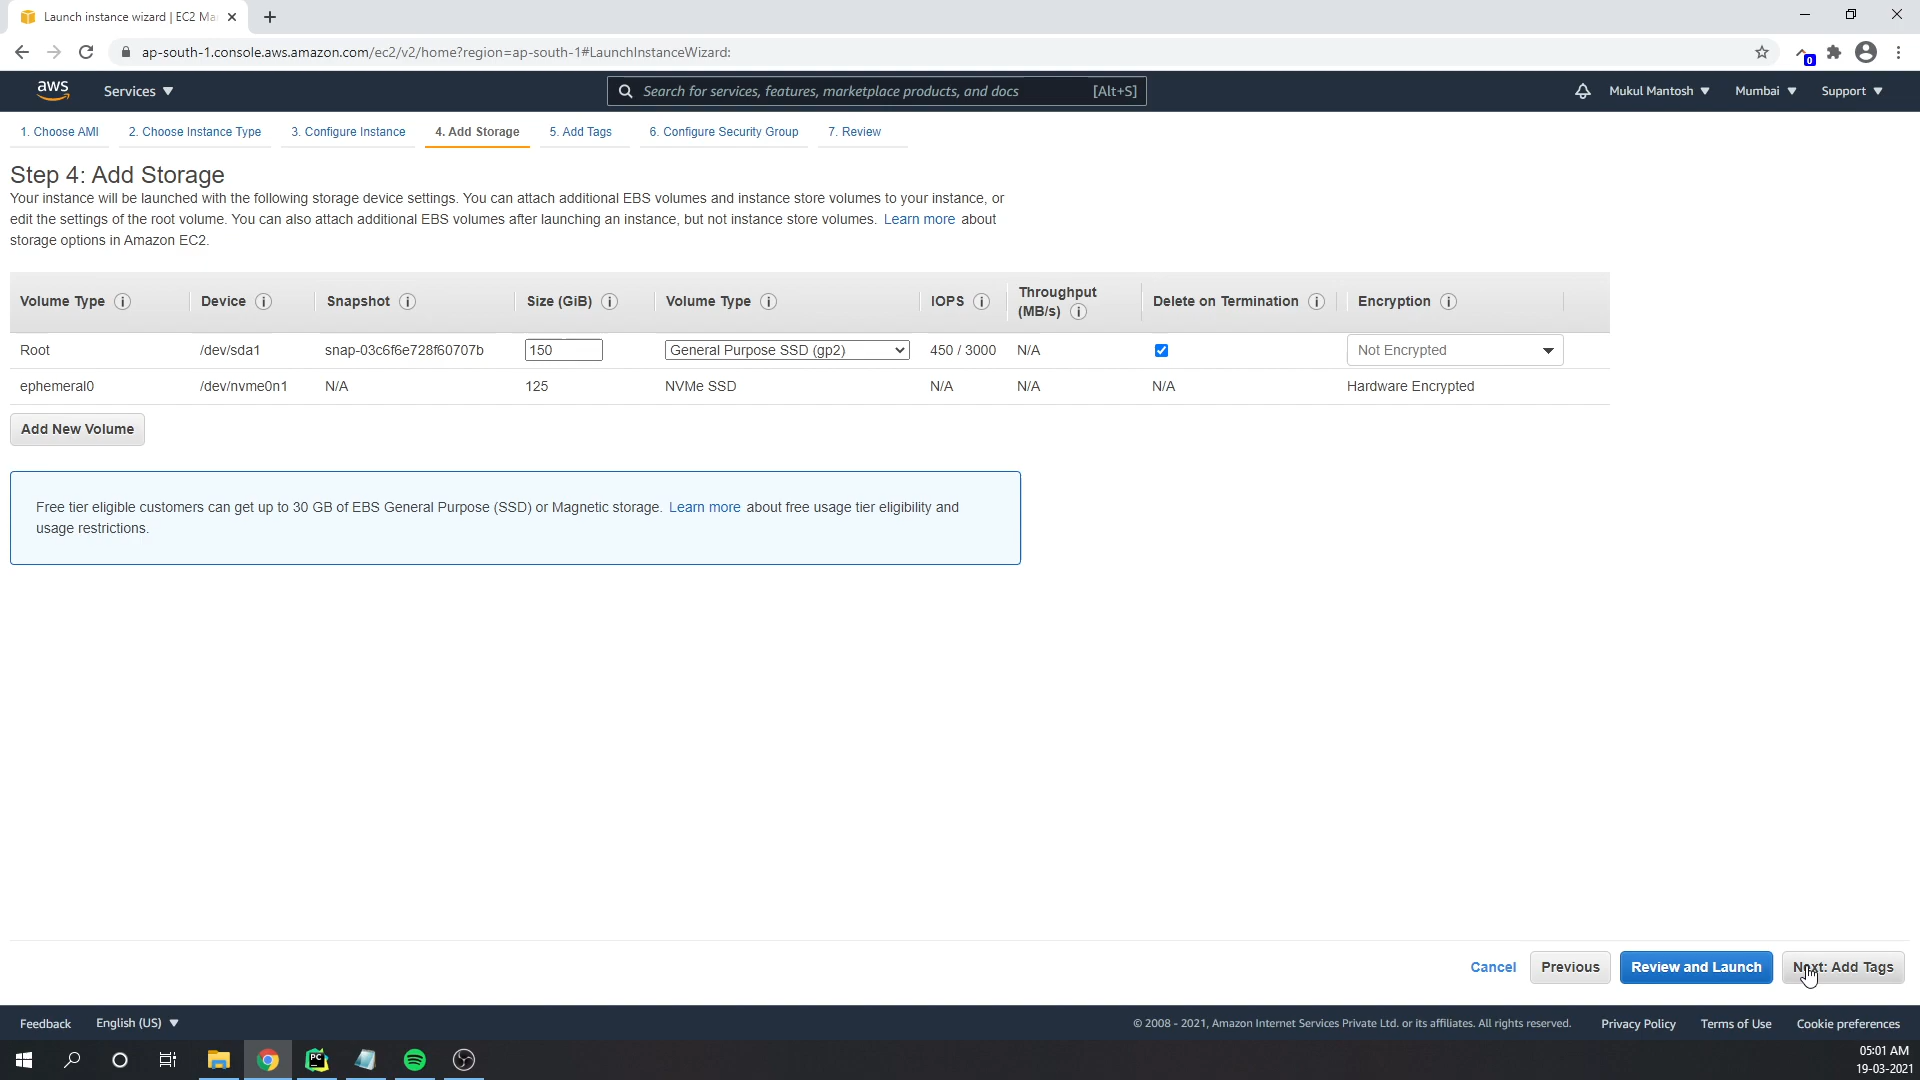 Launch instance wizard | EC2 Ma
ap-south-1.console.aws.amazon.com/ec2/v2/home?region=ap-south-1#LaunchInstanceWizard:
0
aws
Services
Search for services, features, marketplace products, and docs
[Alt+S]
Mukul Mantosh
Mumbai
Support
1. Choose AMI
2. Choose Instance Type
3. Configure Instance
4. Add Storage
5. Add Tags
6. Configure Security Group
7. Review
Step 4: Add Storage
Your instance will be launched with the following storage device settings. You can attach additional EBS volumes and instance store volumes to your instance, or
edit the settings of the root volume. You can also attach additional EBS volumes after launching an instance, but not instance store volumes. Learn more about
storage options in Amazon EC2.
Volume Type
Device
Snapshot
Size (GiB)
Volume Type
IOPS
Throughput
(MB/s)
Delete on Termination
Encryption
Root
/dev/sda1
snap-03c6f6e728f60707b
150
General Purpose SSD (gp2)
450 / 3000
N/A
Not Encrypted
ephemeral0
/dev/nvme0n1
N/A
125
NVMe SSD
N/A
N/A
N/A
Hardware Encrypted
Add New Volume
Free tier eligible customers can get up to 30 GB of EBS General Purpose (SSD) or Magnetic storage. Learn more about free usage tier eligibility and
usage restrictions.
Cancel
Previous
Review and Launch
Next: Add Tags
Feedback
English (US)
© 2008 - 2021, Amazon Internet Services Private Ltd. or its affiliates. All rights reserved.
Privacy Policy
Terms of Use
Cookie preferences
PC
05:01 AM
19-03-2021